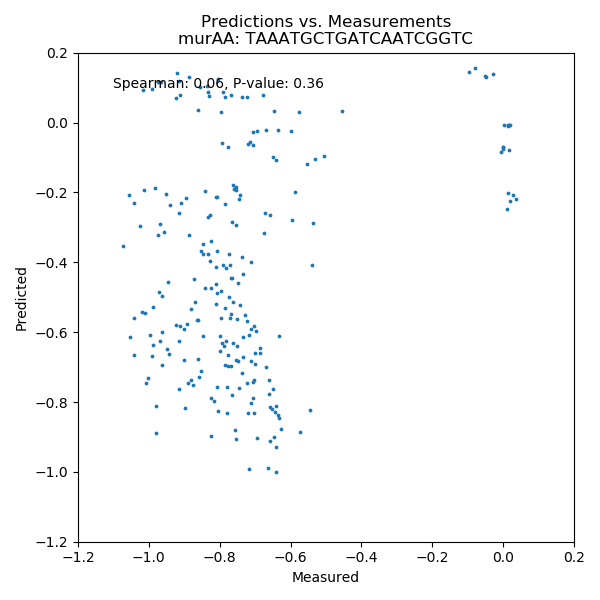 Predictions vs. Measurements
murAA: TAAATGCTGATCAATCGGTC
Spearman: 0.06, P-value: 0.36
0.2
0.0
−0.2
−0.4
−0.6
−0.8
−1.0
−1.2
Predicted
−1.2 −1.0 −0.8 −0.6 −0.4 −0.2 0.0 0.2
Measured